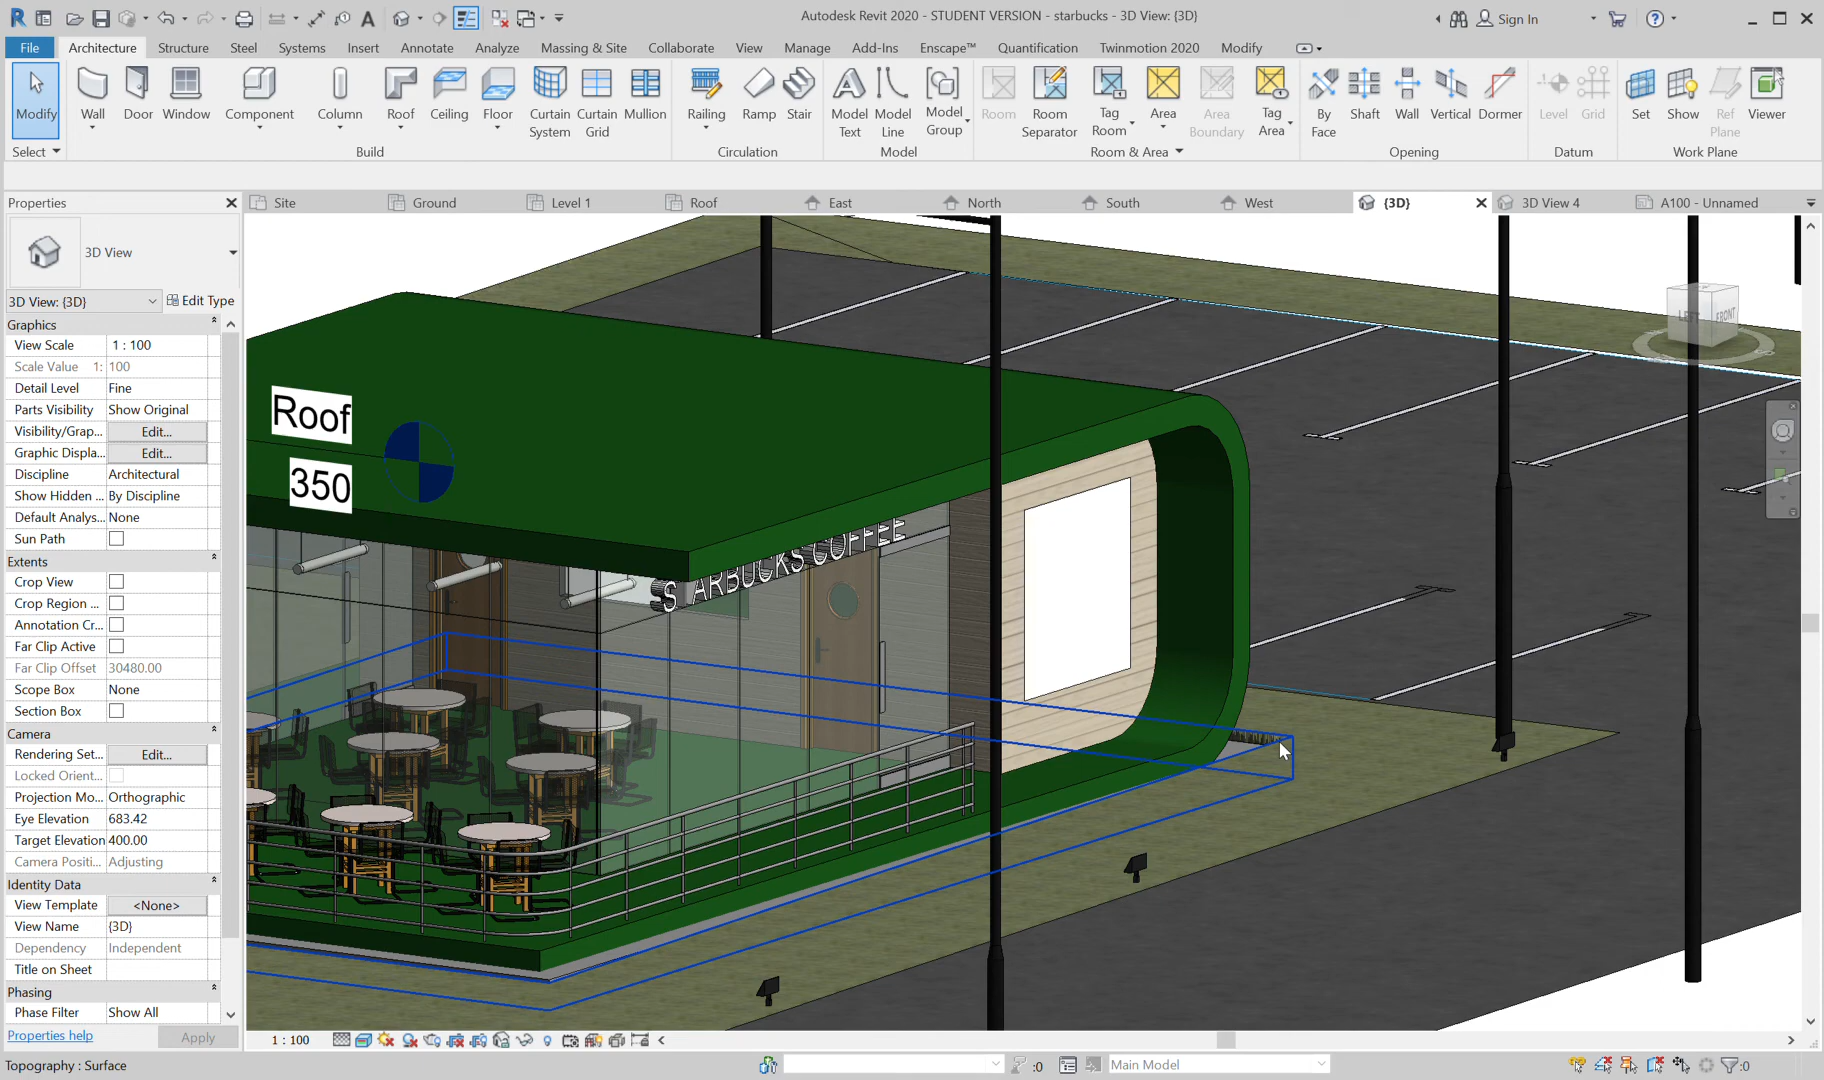 Autodesk Revit 2020 - STUDENT VERSION - starbucks - 3D View: {3D}
Sign In
File Architecture Structure Steel Systems Insert Annotate Analyze Massing & Site Collaborate View Manage Add-Ins Enscape™ Quantification Twinmotion 2020 Modify
Modify Wall Door Window Component Column Roof Ceiling Floor Curtain System Curtain Grid Mullion Railing Ramp Stair Model Text Model Line Model Group Room Room Separator Tag Room Area Area Boundary Tag Area By Face Shaft Wall Vertical Dormer Level Grid Set Show Ref Plane Viewer
Select Build Circulation Model Room & Area Opening Datum Work Plane
Properties
Site Ground Level 1 Roof East North South West {3D} 3D View 4 A100 - Unnamed
3D View
3D View: {3D} Edit Type
Graphics
View Scale 1 : 100
Scale Value 1: 100
Detail Level Fine
Parts Visibility Show Original
Visibility/Grap... Edit...
Graphic Displa... Edit...
Discipline Architectural
Show Hidden ... By Discipline
Default Analys... None
Sun Path
Extents
Crop View
Crop Region ...
Annotation Cr...
Far Clip Active
Far Clip Offset 30480.00
Scope Box None
Section Box
Camera
Rendering Set... Edit...
Locked Orient...
Projection Mo... Orthographic
Eye Elevation 683.42
Target Elevation 400.00
Camera Positi... Adjusting
Identity Data
View Template <None>
View Name {3D}
Dependency Independent
Title on Sheet
Phasing
Phase Filter Show All
Properties help Apply
Roof
350
S ARBUCKS COFFEE
LEFT FRONT
1 : 100
Topography : Surface
:0
Main Model
:0